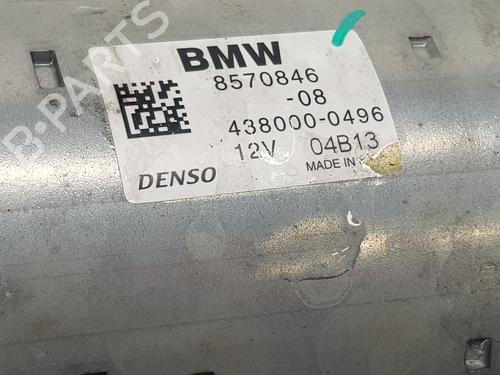 BMW
8570846
-08
438000-0496
12V 04B13
DENSO MADE IN
B-PARTS